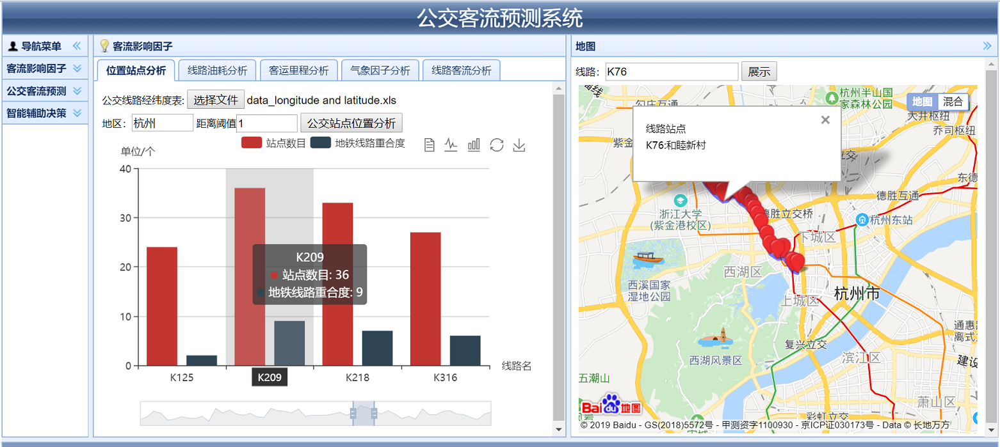 公交客流预测系统
导航菜单
客流影响因子
公交客流预测
智能辅助决策
客流影响因子
位置站点分析 线路油耗分析 客运里程分析 气象因子分析 线路客流分析
公交线路经纬度表: 选择文件 data_longitude and latitude.xls
地区: 杭州 距离阈值 1 公交站点位置分析
站点数目 地铁线路重合度
单位/个
40
30
20
10
0
K209
站点数目: 36
地铁线路重合度: 9
K125 K209 K218 K316
线路名
地图
线路: K76 展示
杭州半山国
家森林公园
地图 混合
勾庄互通
天井枢纽
乔司枢纽
线路站点
K76:和睦新村
紫金
立交
东德
德胜互通
浙江大学
(紫金港校区)
德胜立交桥
杭州东站
下城区
西湖区
西溪国家
湿地公园
杭州市
上城区
通惠路
离式立
复兴立交
西湖风景区
滨江区
建设
五潮山
萧山区
Bai du 地图
彩虹立交
© 2019 Baidu - GS(2018)5572号 - 甲测资字1100930 - 京ICP证030173号 - Data © 长地万方